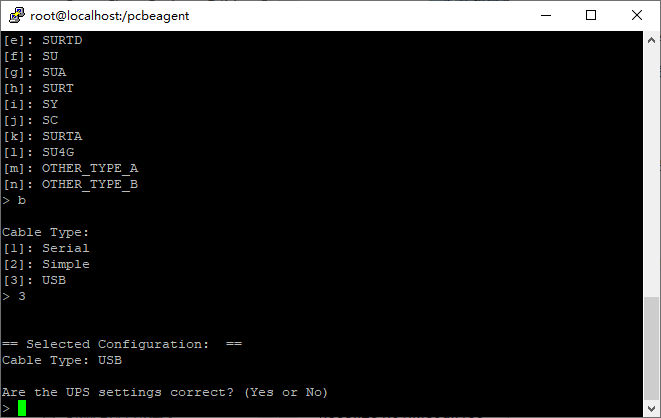 root@localhost:/pcbeagent
[e]: SURTD
[f]: SU
[g]: SUA
[h]: SURT
[i]: SY
[j]: SC
[k]: SURTA
[l]: SU4G
[m]: OTHER_TYPE_A
[n]: OTHER_TYPE_B
> b
Cable Type:
[1]: Serial
[2]: Simple
[3]: USB
> 3
== Selected Configuration:  ==
Cable Type: USB
Are the UPS settings correct? (Yes or No)
>